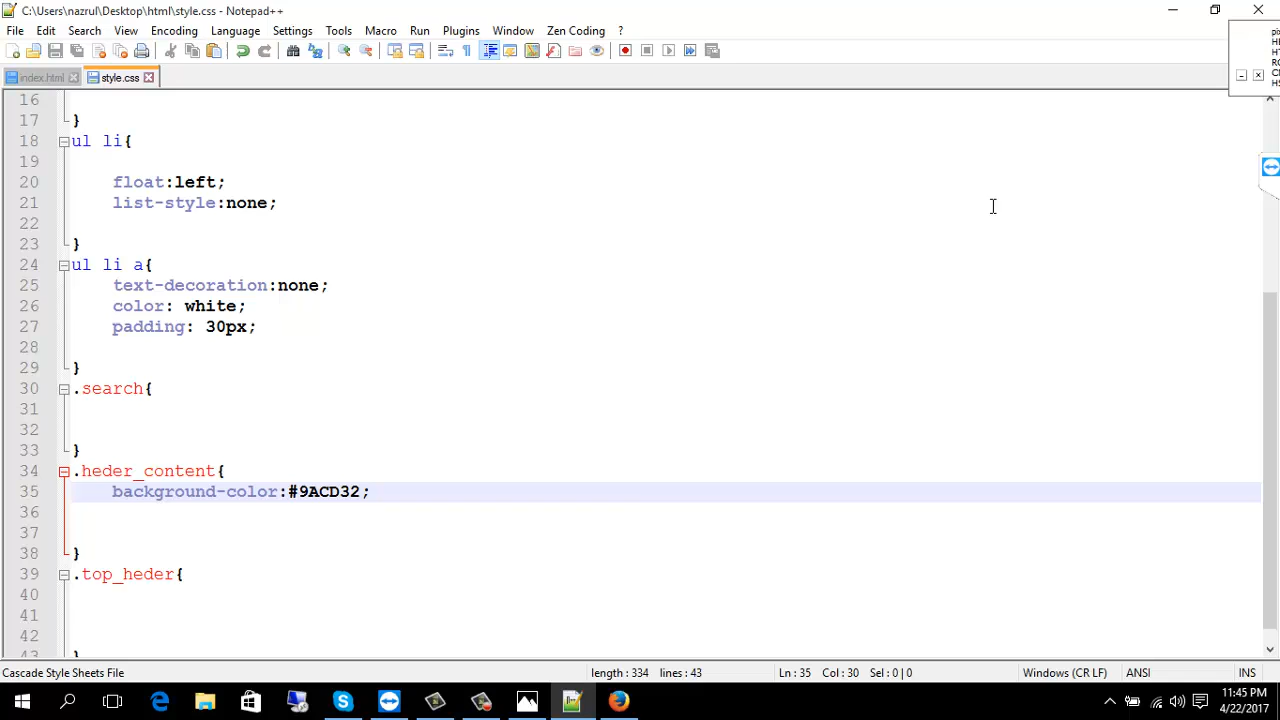 C:\Users\nazrul\Desktop\html\style.css - Notepad++
File Edit Search View Encoding Language Settings Tools Macro Run Plugins Window Zen Coding ?
index.html style.css
16
17 }
18 ul li{
19
20 float:left;
21 list-style:none;
22
23 }
24 ul li a{
25 text-decoration:none;
26 color: white;
27 padding: 30px;
28
29 }
30 .search{
31
32
33 }
34 .heder_content{
35 background-color:#9ACD32;
36
37
38 }
39 .top_heder{
40
41
42
43 }
Cascade Style Sheets File length : 334 lines : 43 Ln : 35 Col : 30 Sel : 0 | 0 Windows (CR LF) ANSI INS
11:45 PM
4/22/2017